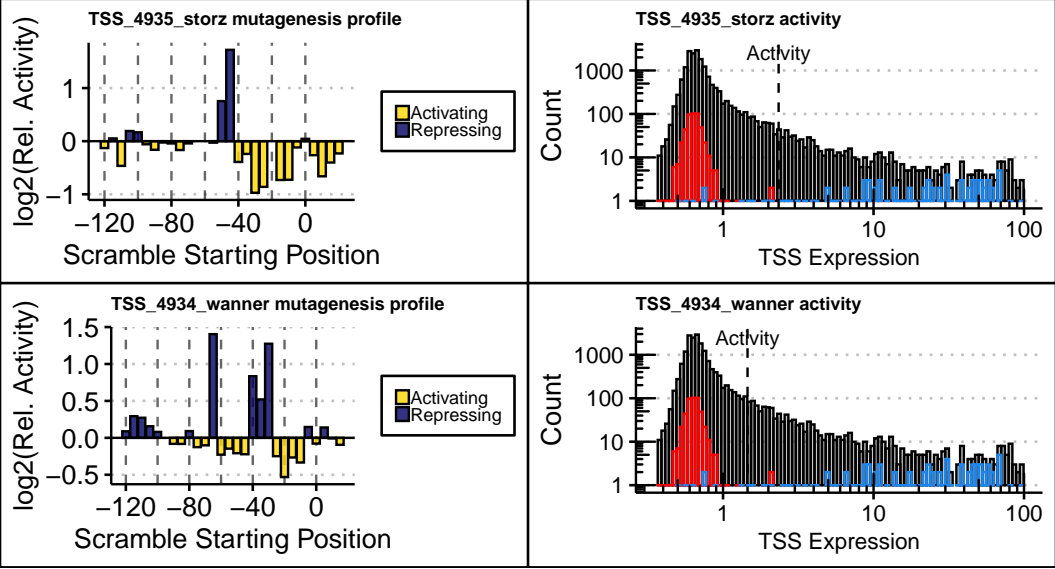 TSS_4935_storz mutagenesis profile
log2(Rel. Activity)
1
0
−1
−120
−80
−40
0
Scramble Starting Position
Activating
Repressing
TSS_4935_storz activity
Activity
Count
1000
100
10
1
1
10
100
TSS Expression
TSS_4934_wanner mutagenesis profile
log2(Rel. Activity)
1.5
1.0
0.5
0.0
−0.5
−120
−80
−40
0
Scramble Starting Position
Activating
Repressing
TSS_4934_wanner activity
Activity
Count
1000
100
10
1
1
10
100
TSS Expression